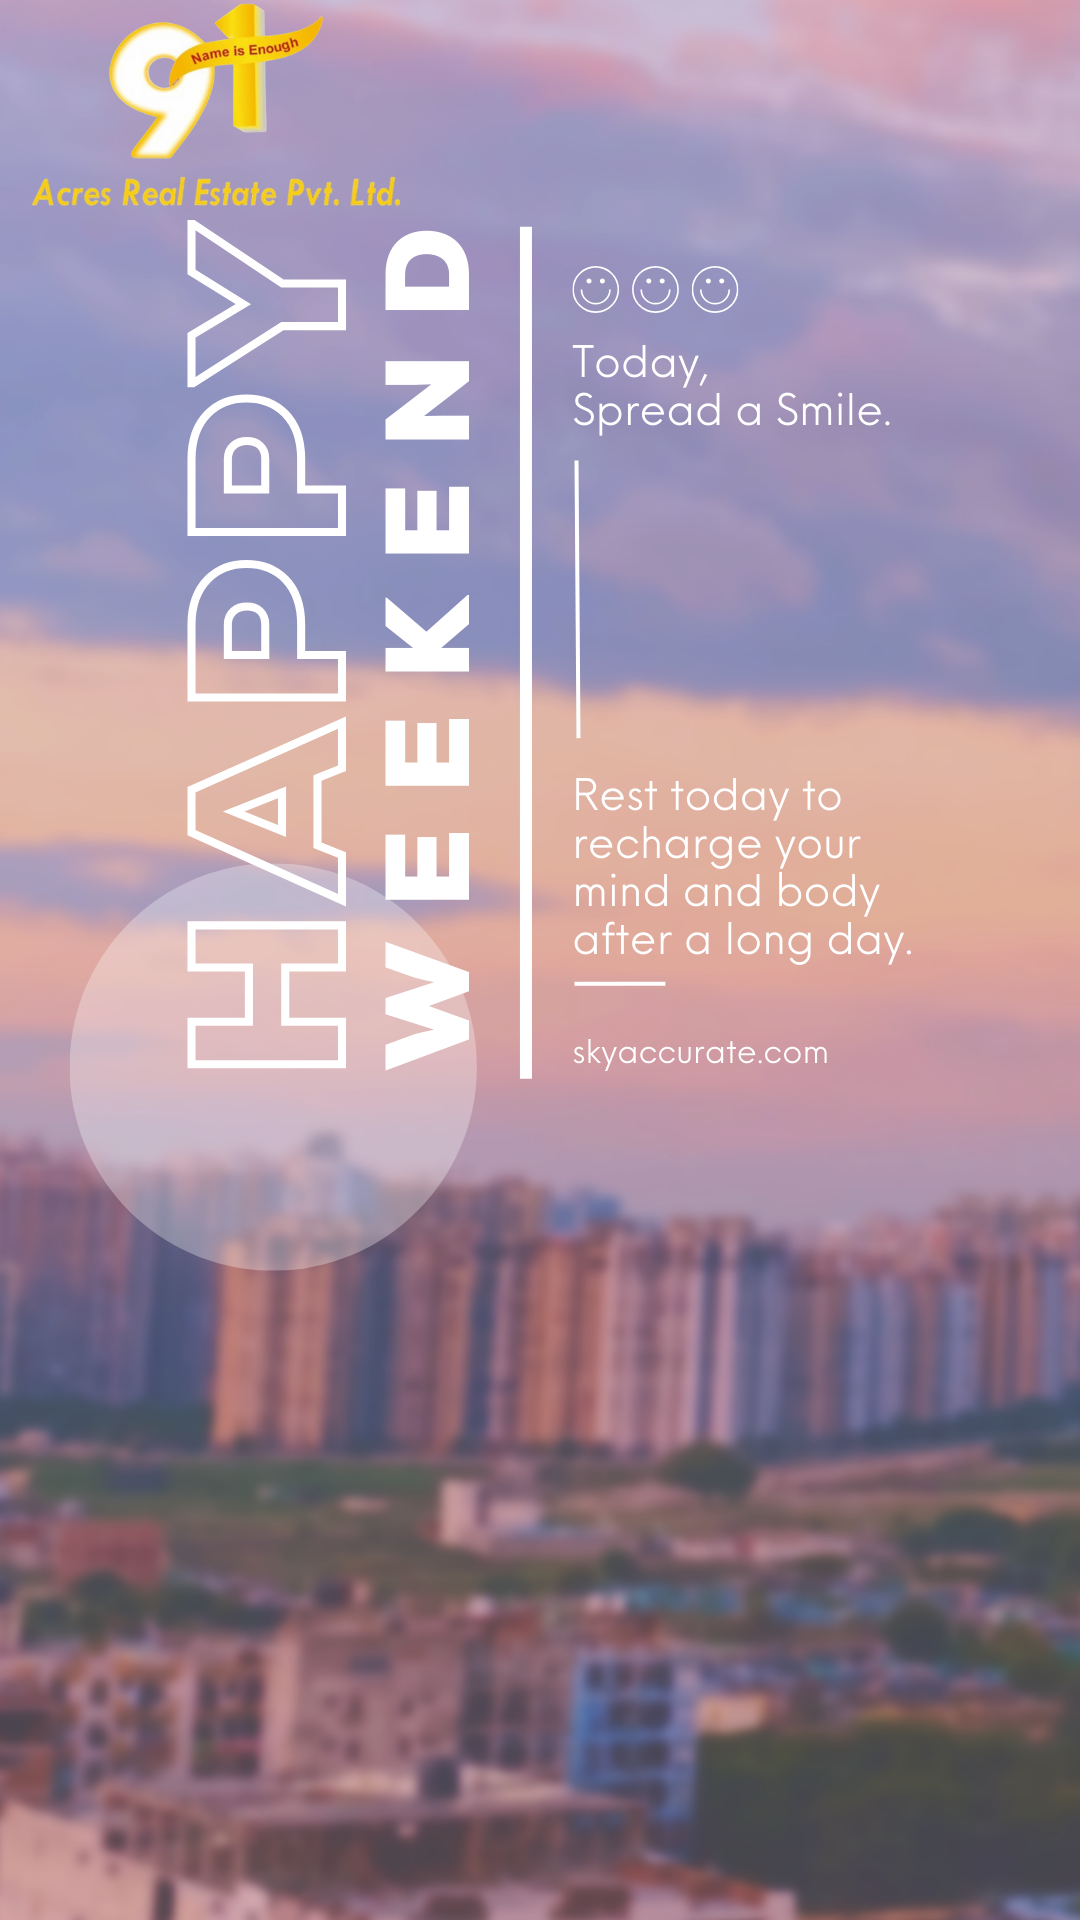 91
Name is Enough
Acres Real Estate Pvt. Ltd.
HAPPY
WEEKEND
Today,
Spread a Smile.
Rest today to
recharge your
mind and body
after a long day.
skyaccurate.com